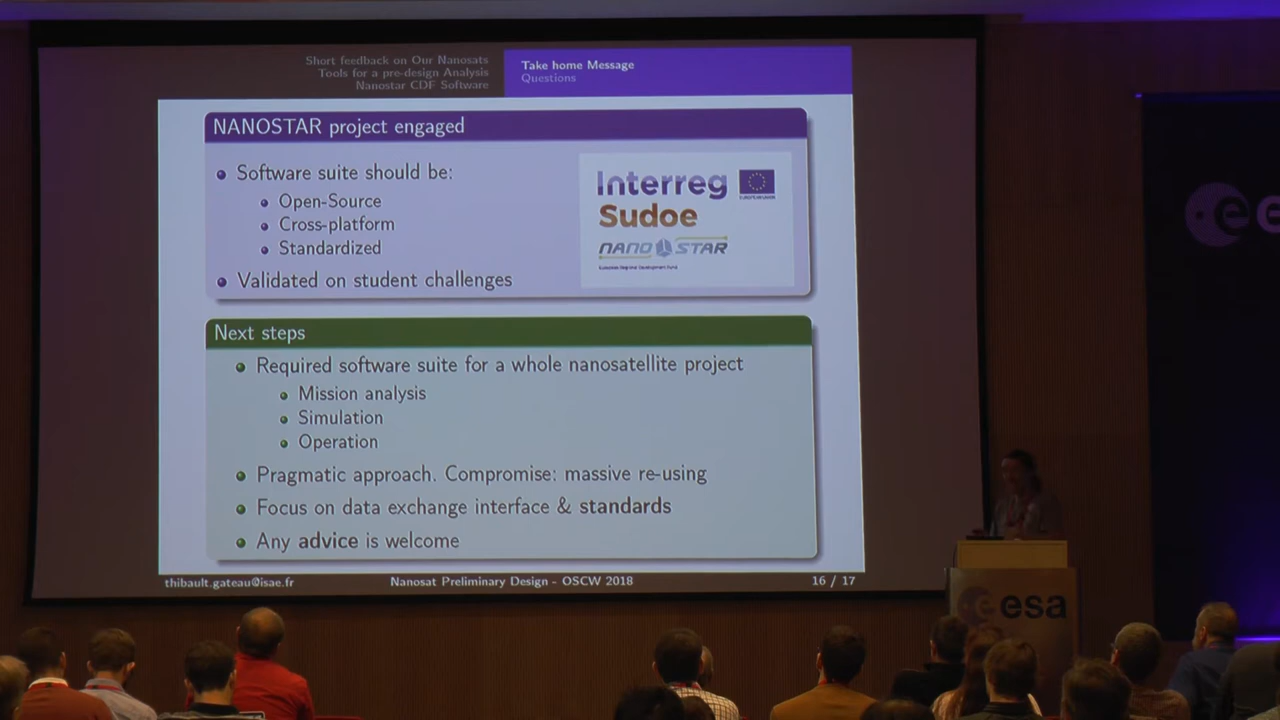 Short feedback on Our Nanosats
Tools for a pre-design Analysis
Nanostar CDF Software
Take home Message
Questions
NANOSTAR project engaged
Software suite should be:
Open-Source
Cross-platform
Standardized
Validated on student challenges
Interreg
Sudoe
NANO STAR
European Regional Development Fund
Next steps
Required software suite for a whole nanosatellite project
Mission analysis
Simulation
Operation
Pragmatic approach. Compromise: massive re-using
Focus on data exchange interface & standards
Any advice is welcome
thibault.gateau@isae.fr
Nanosat Preliminary Design - OSCW 2018
16 / 17
esa